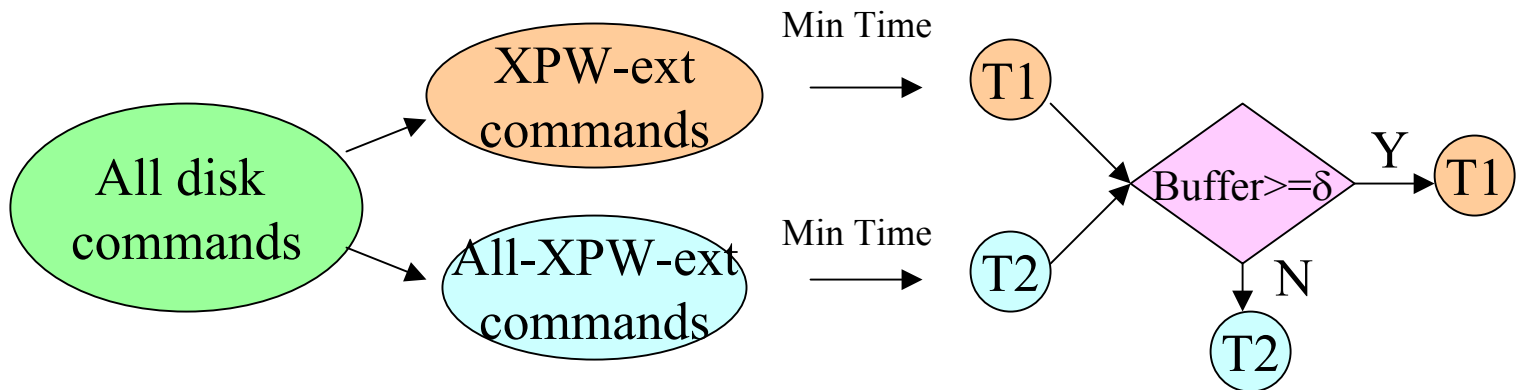 All disk
commands
XPW-ext
commands
All-XPW-ext
commands
Min Time
Min Time
T1
T2
Buffer>=δ
Y
T1
N
T2